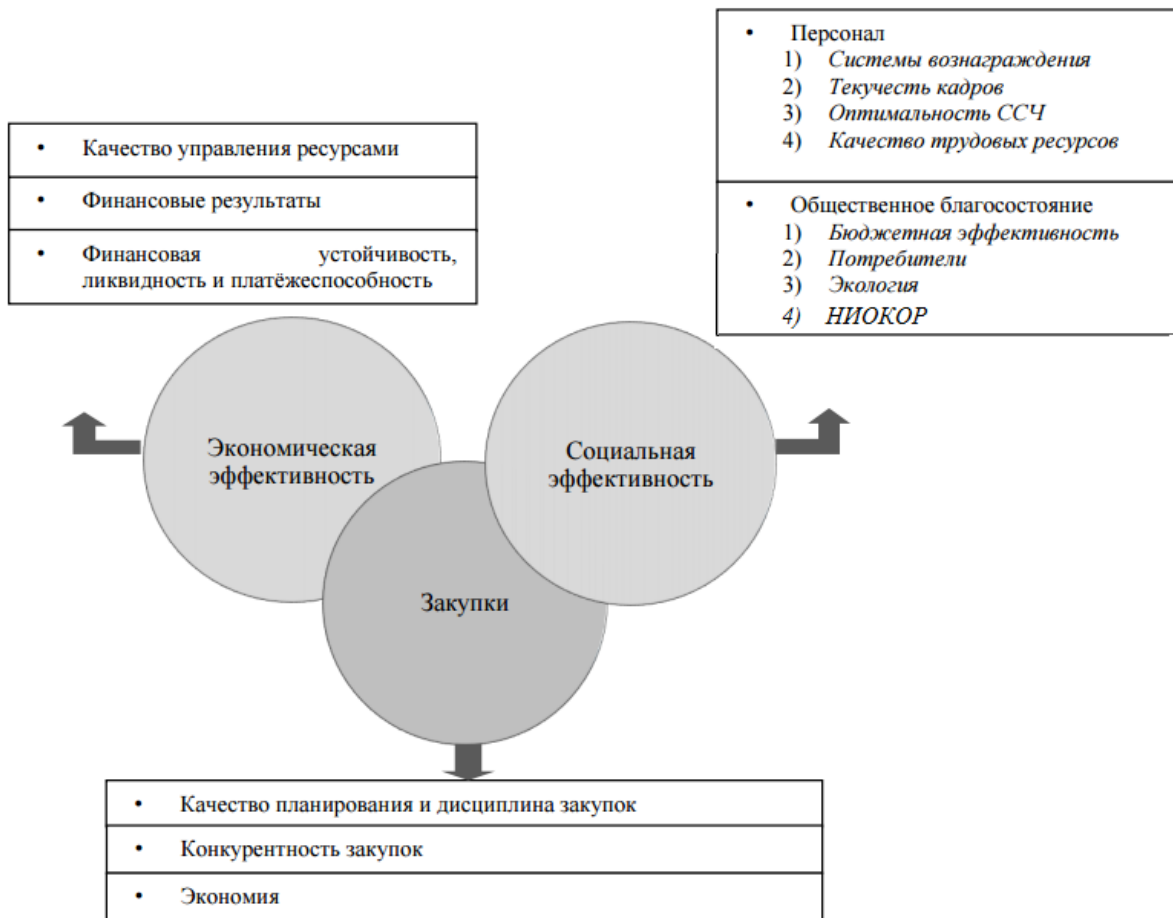 • Персонал
1) Системы вознаграждения
2) Текучесть кадров
3) Оптимальность ССЧ
4) Качество трудовых ресурсов
• Общественное благосостояние
1) Бюджетная эффективность
2) Потребители
3) Экология
4) НИОКОР
• Качество управления ресурсами
• Финансовые результаты
• Финансовая устойчивость,
ликвидность и платёжеспособность
Экономическая
эффективность
Социальная
эффективность
Закупки
• Качество планирования и дисциплина закупок
• Конкурентность закупок
• Экономия